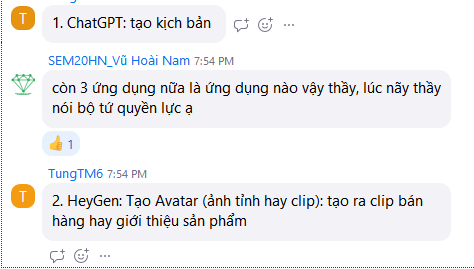 T
1. ChatGPT: tạo kịch bản
SEM20HN_Vũ Hoài Nam 7:54 PM
còn 3 ứng dụng nữa là ứng dụng nào vậy thầy, lúc nãy thầy
nói bộ tứ quyền lực ạ
👍 1
TungTM6 7:54 PM
T
2. HeyGen: Tạo Avatar (ảnh tỉnh hay clip): tạo ra clip bán
hàng hay giới thiệu sản phẩm